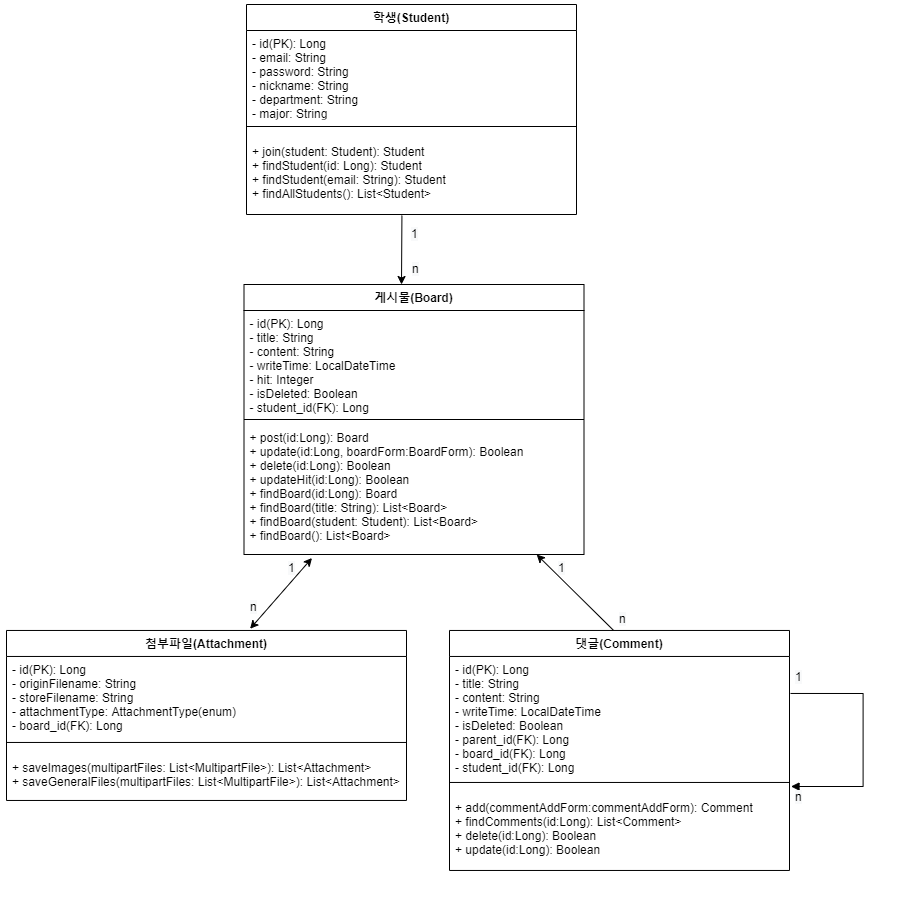 학생(Student)
- id(PK): Long
- email: String
- password: String
- nickname: String
- department: String
- major: String
+ join(student: Student): Student
+ findStudent(id: Long): Student
+ findStudent(email: String): Student
+ findAllStudents(): List<Student>
1
n
게시물(Board)
- id(PK): Long
- title: String
- content: String
- writeTime: LocalDateTime
- hit: Integer
- isDeleted: Boolean
- student_id(FK): Long
+ post(id:Long): Board
+ update(id:Long, boardForm:BoardForm): Boolean
+ delete(id:Long): Boolean
+ updateHit(id:Long): Boolean
+ findBoard(id:Long): Board
+ findBoard(title: String): List<Board>
+ findBoard(student: Student): List<Board>
+ findBoard(): List<Board>
1
n
1
n
첨부파일(Attachment)
- id(PK): Long
- originFilename: String
- storeFilename: String
- attachmentType: AttachmentType(enum)
- board_id(FK): Long
+ saveImages(multipartFiles: List<MultipartFile>): List<Attachment>
+ saveGeneralFiles(multipartFiles: List<MultipartFile>): List<Attachment>
댓글(Comment)
- id(PK): Long
- title: String
- content: String
- writeTime: LocalDateTime
- isDeleted: Boolean
- parent_id(FK): Long
- board_id(FK): Long
- student_id(FK): Long
+ add(commentAddForm:commentAddForm): Comment
+ findComments(id:Long): List<Comment>
+ delete(id:Long): Boolean
+ update(id:Long): Boolean
1
n